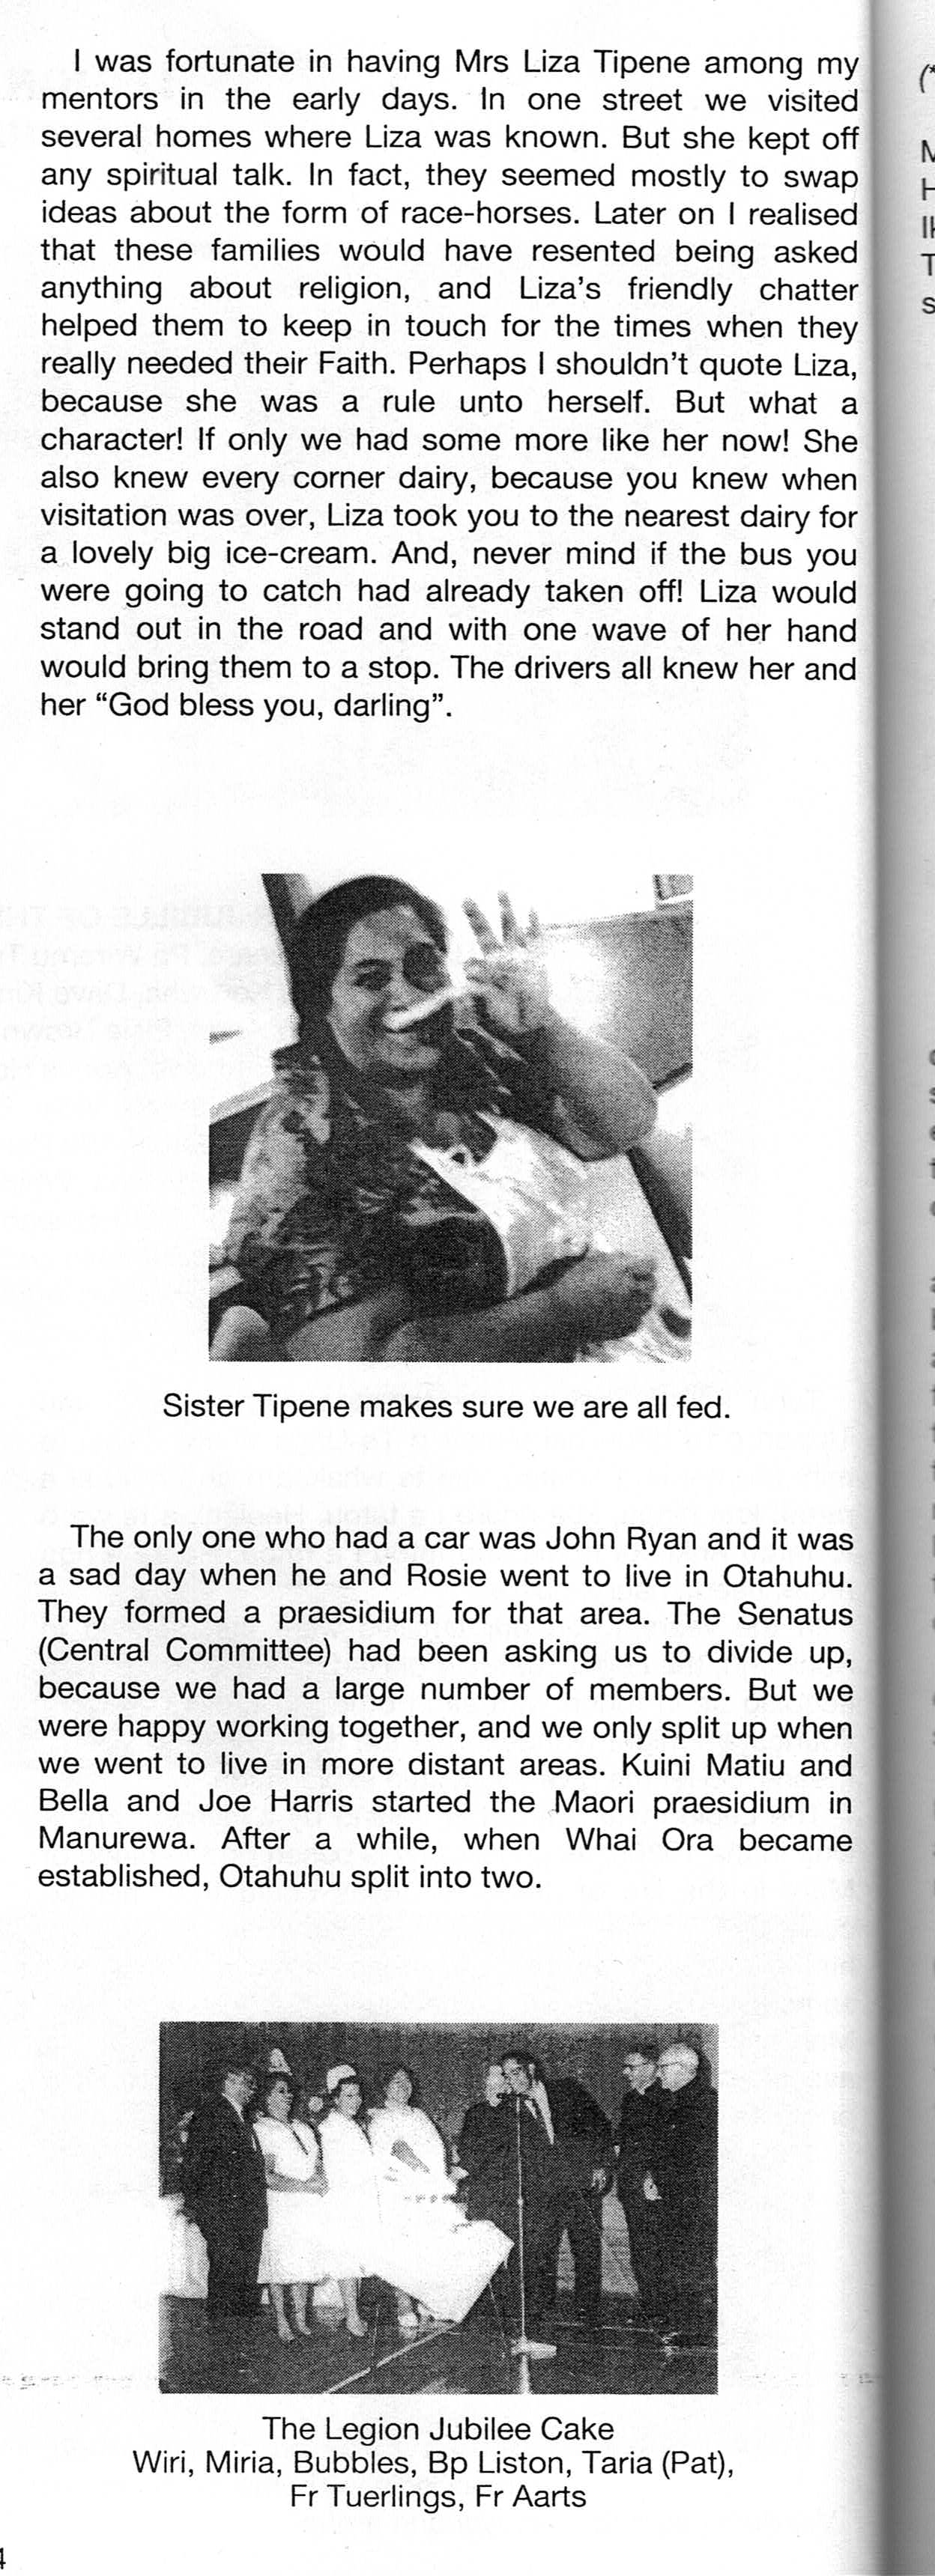 I was fortunate in having Mrs Liza Tipene among my
mentors in the early days. In one street we visited
several homes where Liza was known. But she kept off
any spiritual talk. In fact, they seemed mostly to swap
ideas about the form of race-horses. Later on I realised
that these families would have resented being asked
anything about religion, and Liza's friendly chatter
helped them to keep in touch for the times when they
really needed their Faith. Perhaps I shouldn't quote Liza,
because she was a rule unto herself. But what a
character! If only we had some more like her now! She
also knew every corner dairy, because you knew when
visitation was over, Liza took you to the nearest dairy for
a lovely big ice-cream. And, never mind if the bus you
were going to catch had already taken off! Liza would
stand out in the road and with one wave of her hand
would bring them to a stop. The drivers all knew her and
her “God bless you, darling”.
Sister Tipene makes sure we are all fed.
The only one who had a car was John Ryan and it was
a sad day when he and Rosie went to live in Otahuhu.
They formed a praesidium for that area. The Senatus
(Central Committee) had been asking us to divide up,
because we had a large number of members. But we
were happy working together, and we only split up when
we went to live in more distant areas. Kuini Matiu and
Bella and Joe Harris started the Maori praesidium in
Manurewa. After a while, when Whai Ora became
established, Otahuhu split into two.
The Legion Jubilee Cake
Wiri, Miria, Bubbles, Bp Liston, Taria (Pat),
Fr Tuerlings, Fr Aarts